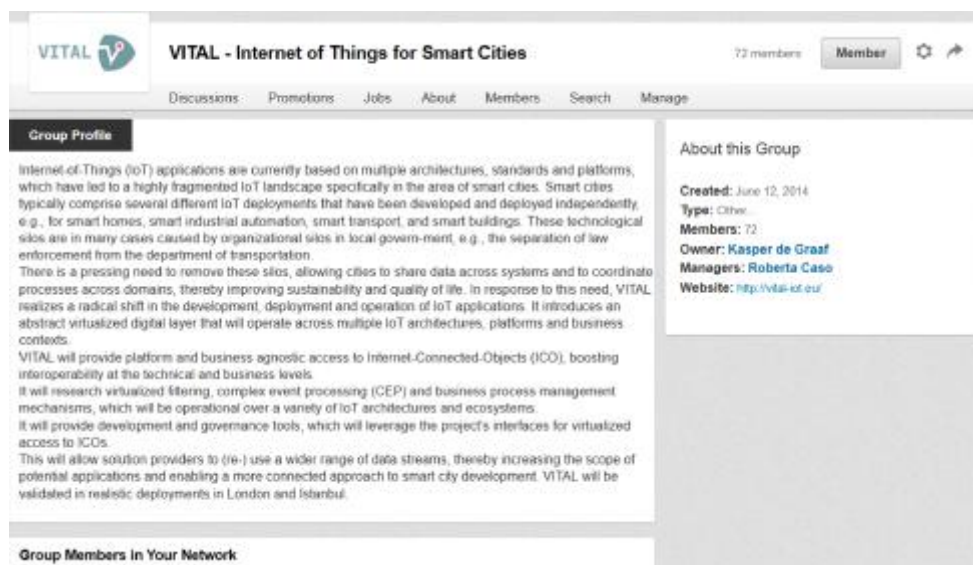 VITAL
VITAL - Internet of Things for Smart Cities
72 members
Member
Discussions Promotions Jobs About Members Search Manage
Group Profile
Internet-of-Things (IoT) applications are currently based on multiple architectures, standards and platforms,
which have led to a highly fragmented IoT landscape specifically in the area of smart cities. Smart cities
typically comprise several different IoT deployments that have been developed and deployed independently,
e.g., for smart homes, smart industrial automation, smart transport, and smart buildings. These technological
silos are in many cases caused by organizational silos in local govern-ment, e.g., the separation of law
enforcement from the department of transportation.
There is a pressing need to remove these silos, allowing cities to share data across systems and to coordinate
processes across domains, thereby improving sustainability and quality of life. In response to this need, VITAL
realizes a radical shift in the development, deployment and operation of IoT applications. It introduces an
abstract virtualized digital layer that will operate across multiple IoT architectures, platforms and business
contexts.
VITAL will provide platform and business agnostic access to Internet-Connected-Objects (ICO), boosting
interoperability at the technical and business levels.
It will research virtualized filtering, complex event processing (CEP) and business process management
mechanisms, which will be operational over a variety of IoT architectures and ecosystems.
It will provide development and governance tools, which will leverage the project's interfaces for virtualized
access to ICOs.
This will allow solution providers to (re-) use a wider range of data streams, thereby increasing the scope of
potential applications and enabling a more connected approach to smart city development. VITAL will be
validated in realistic deployments in London and Istanbul.
Group Members in Your Network
About this Group
Created: June 12, 2014
Type: Other...
Members: 72
Owner: Kasper de Graaf
Managers: Roberta Caso
Website: http://vital-iot.eu/